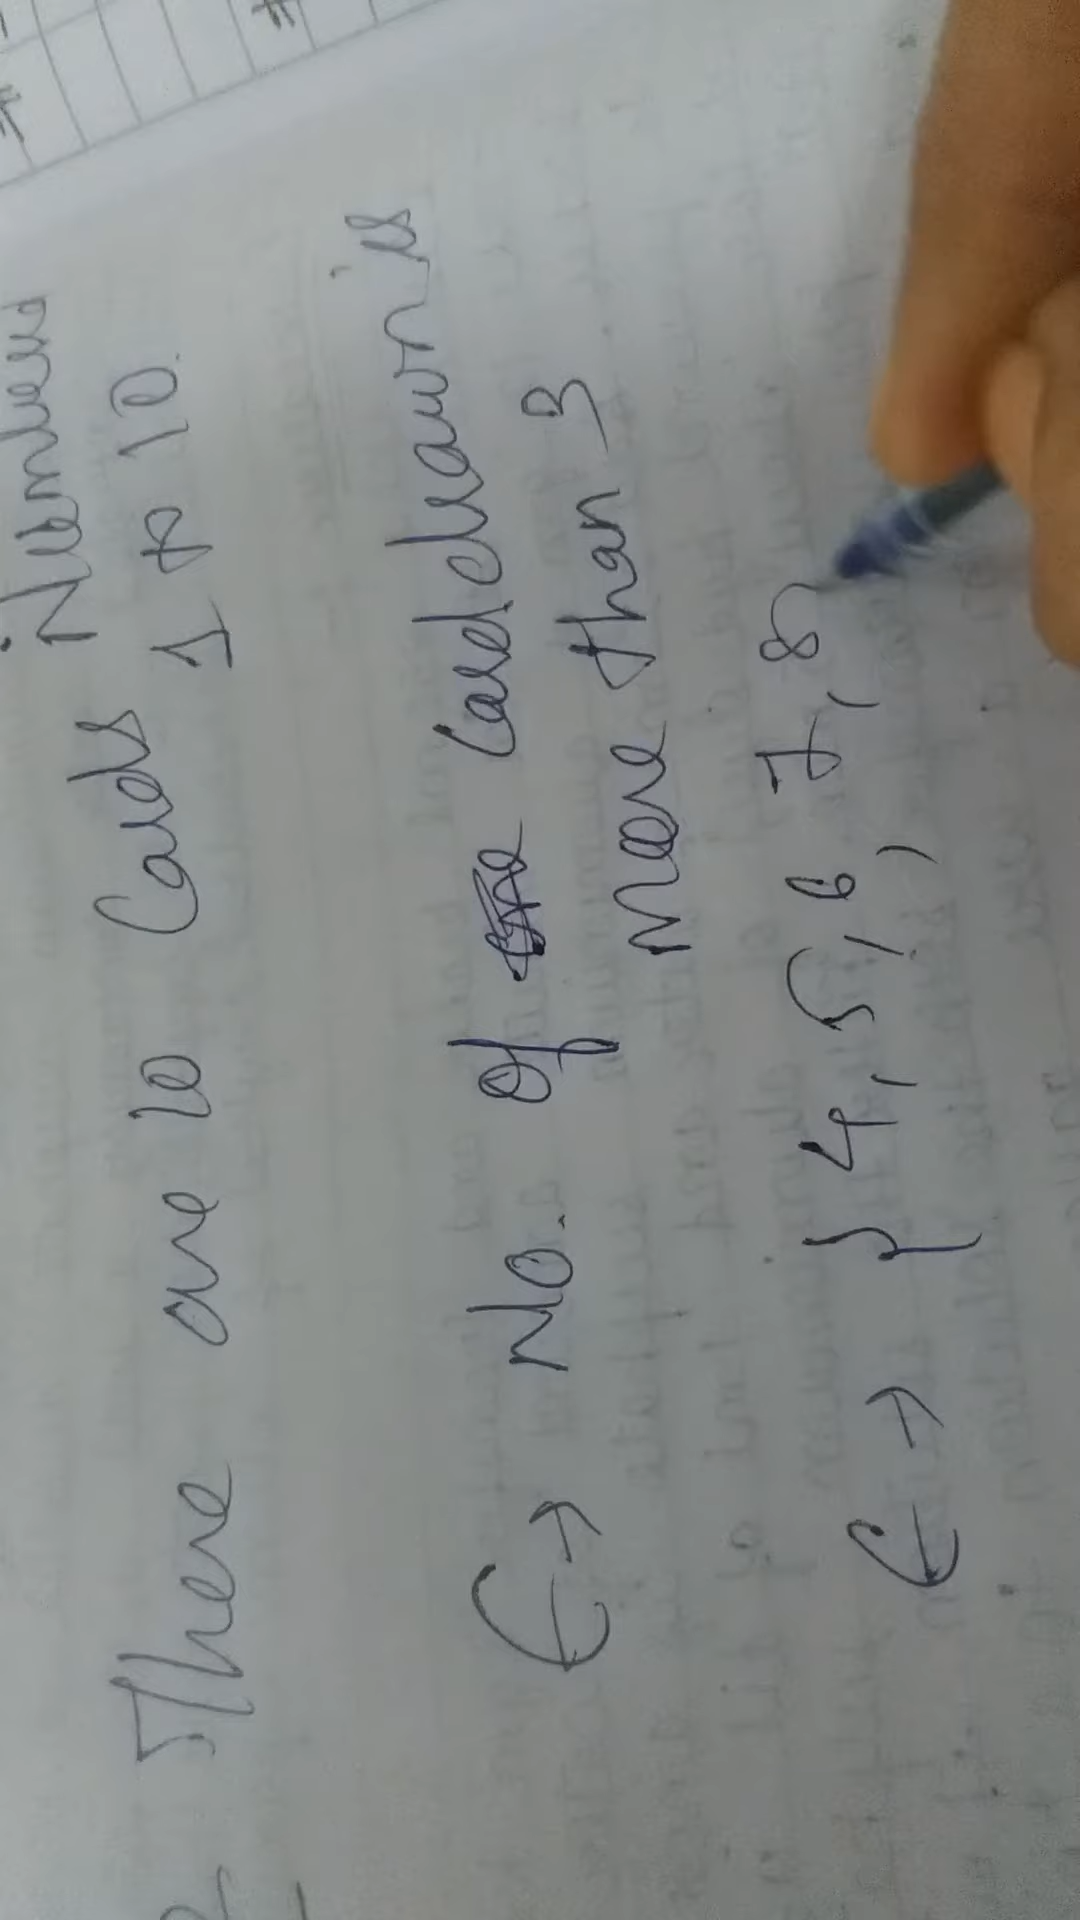 There are 10 Cards Numbered
1 to 10.
E → No. of the Card drawn is
more than 3
E → { 4, 5, 6, 7, 8,